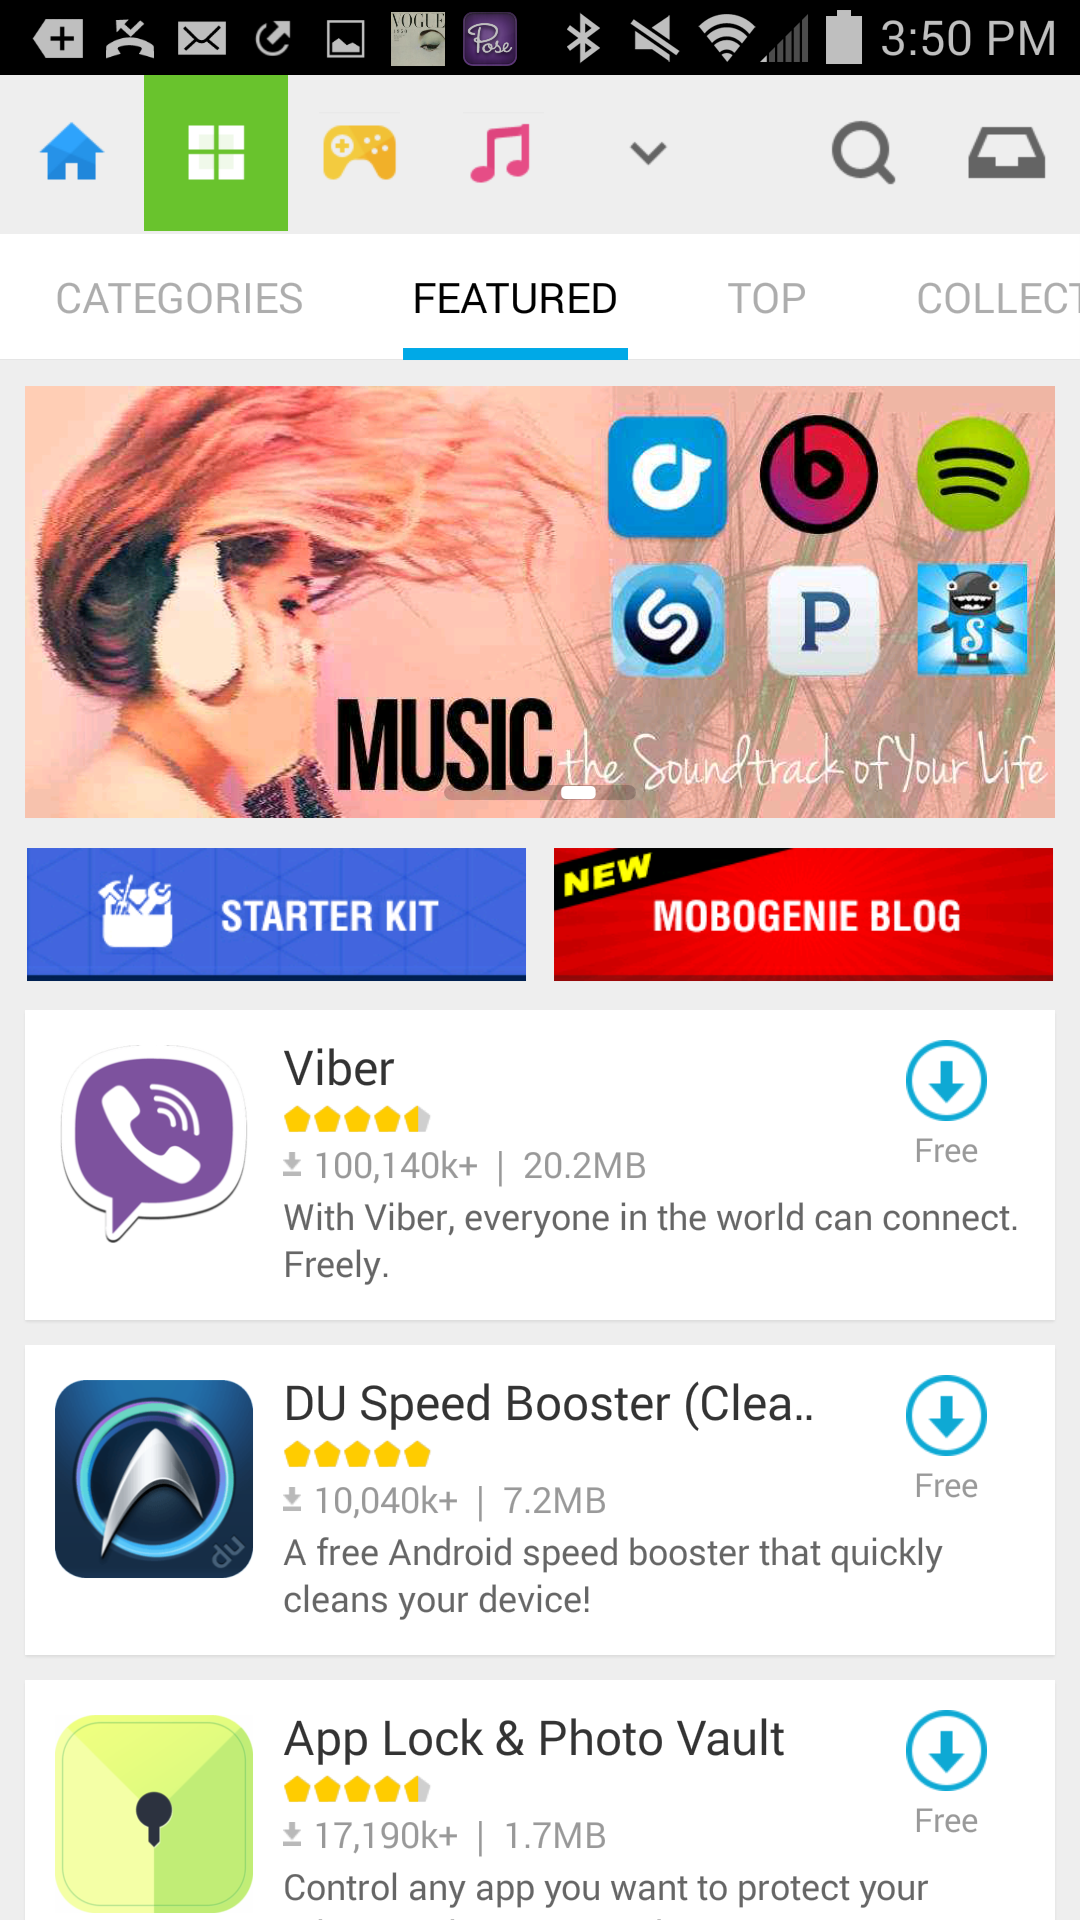 VOGUE
Pose
3:50 PM
CATEGORIES FEATURED TOP COLLECT
P
S
MUSIC the Soundtrack of Your Life
STARTER KIT
NEW
MOBOGENIE BLOG
Viber
100,140k+ | 20.2MB
Free
With Viber, everyone in the world can connect.
Freely.
DU Speed Booster (Clea..
10,040k+ | 7.2MB
Free
du
A free Android speed booster that quickly
cleans your device!
App Lock & Photo Vault
17,190k+ | 1.7MB
Free
Control any app you want to protect your